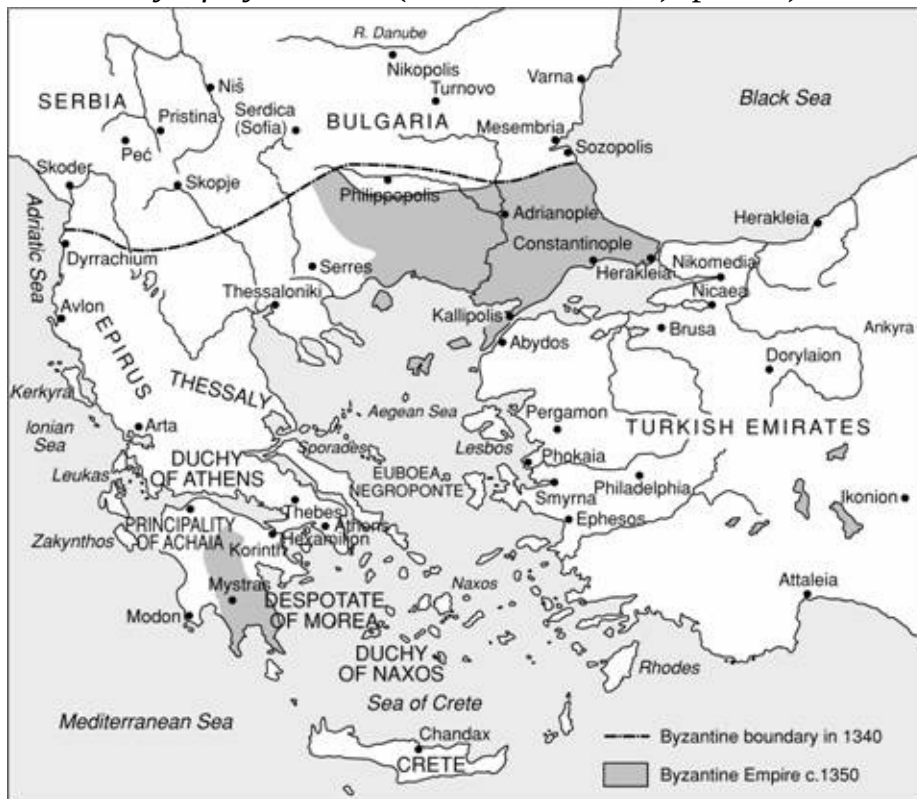 R. Danube
Nikopolis
Varna
Niš
Turnovo
SERBIA
Black Sea
Pristina
Serdica
(Sofia)
BULGARIA
Mesembria
Peć
Sozopolis
Skoder
Skopje
Philippopolis
Adriatic Sea
Adrianople
Herakleia
Dyrrachium
Constantinople
Serres
Herakleia
Nikomedia
Thessaloniki
Nicaea
Avlon
Kallipolis
Brusa
Ankyra
Abydos
EPIRUS
Dorylaion
THESSALY
Kerkyra
Aegean Sea
Pergamon
Ionian
Sea
Arta
Lesbos
TURKISH EMIRATES
Sporades
DUCHY
OF ATHENS
Phokaia
Leukas
EUBOEA
NEGROPONTE
Philadelphia
Smyrna
Ikonion
Thebes
PRINCIPALITY
OF ACHAIA
Athens
Ephesos
Zakynthos
Hexamilion
Korinth
Mystras
Naxos
Attaleia
DESPOTATE
OF MOREA
Modon
DUCHY
OF NAXOS
Rhodes
Sea of Crete
Mediterranean Sea
Chandax
Byzantine boundary in 1340
CRETE
Byzantine Empire c.1350